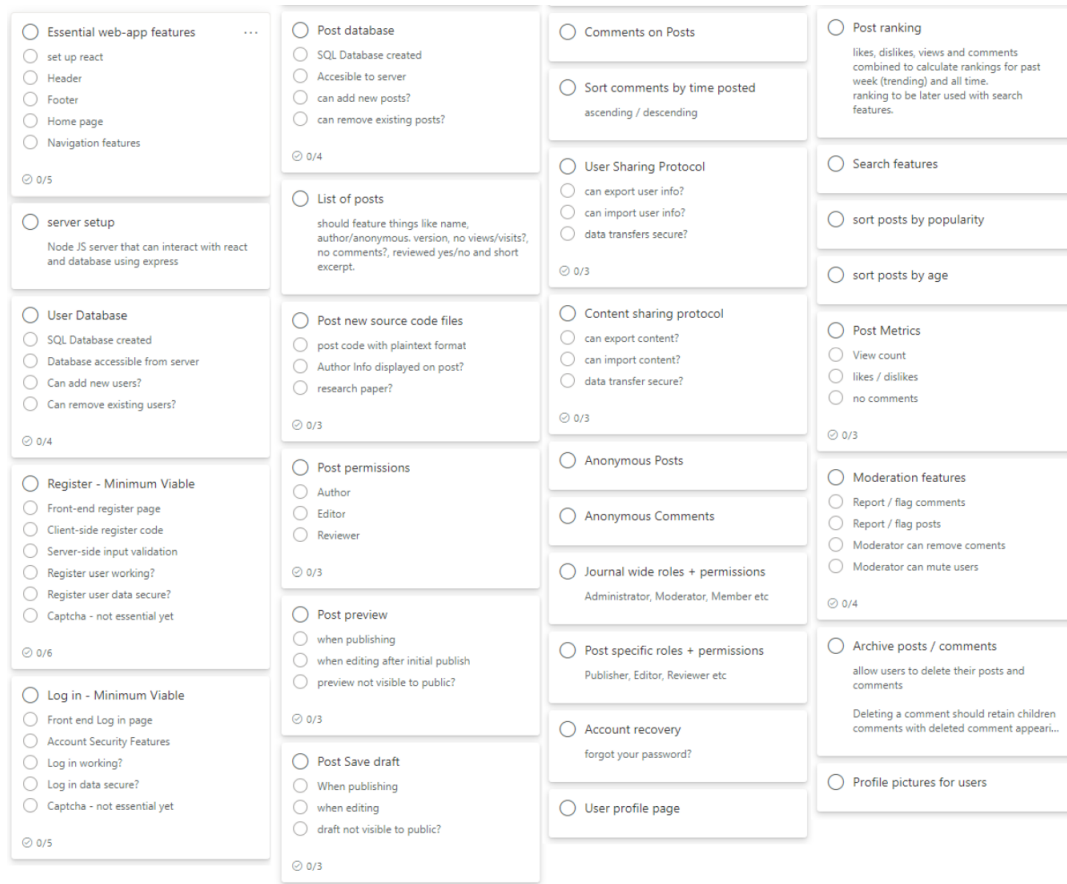 Essential web-app features
set up react
Header
Footer
Home page
Navigation features
0/5
server setup
Node JS server that can interact with react
and database using express
User Database
SQL Database created
Database accessible from server
Can add new users?
Can remove existing users?
0/4
Register - Minimum Viable
Front-end register page
Client-side register code
Server-side input validation
Register user working?
Register user data secure?
Captcha - not essential yet
0/6
Log in - Minimum Viable
Front end Log in page
Account Security Features
Log in working?
Log in data secure?
Captcha - not essential yet
0/5
Post database
SQL Database created
Accesible to server
can add new posts?
can remove existing posts?
0/4
List of posts
should feature things like name,
author/anonymous. version, no views/visits?,
no comments?, reviewed yes/no and short
excerpt.
Post new source code files
post code with plaintext format
Author Info displayed on post?
research paper?
0/3
Post permissions
Author
Editor
Reviewer
0/3
Post preview
when publishing
when editing after initial publish
preview not visible to public?
0/3
Post Save draft
When publishing
when editing
draft not visible to public?
0/3
Comments on Posts
Sort comments by time posted
ascending / descending
User Sharing Protocol
can export user info?
can import user info?
data transfers secure?
0/3
Content sharing protocol
can export content?
can import content?
data transfer secure?
0/3
Anonymous Posts
Anonymous Comments
Journal wide roles + permissions
Administrator, Moderator, Member etc
Post specific roles + permissions
Publisher, Editor, Reviewer etc
Account recovery
forgot your password?
User profile page
Post ranking
likes, dislikes, views and comments
combined to calculate rankings for past
week (trending) and all time.
ranking to be later used with search
features.
Search features
sort posts by popularity
sort posts by age
Post Metrics
View count
likes / dislikes
no comments
0/3
Moderation features
Report / flag comments
Report / flag posts
Moderator can remove coments
Moderator can mute users
0/4
Archive posts / comments
allow users to delete their posts and
comments
Deleting a comment should retain children
comments with deleted comment appeari...
Profile pictures for users